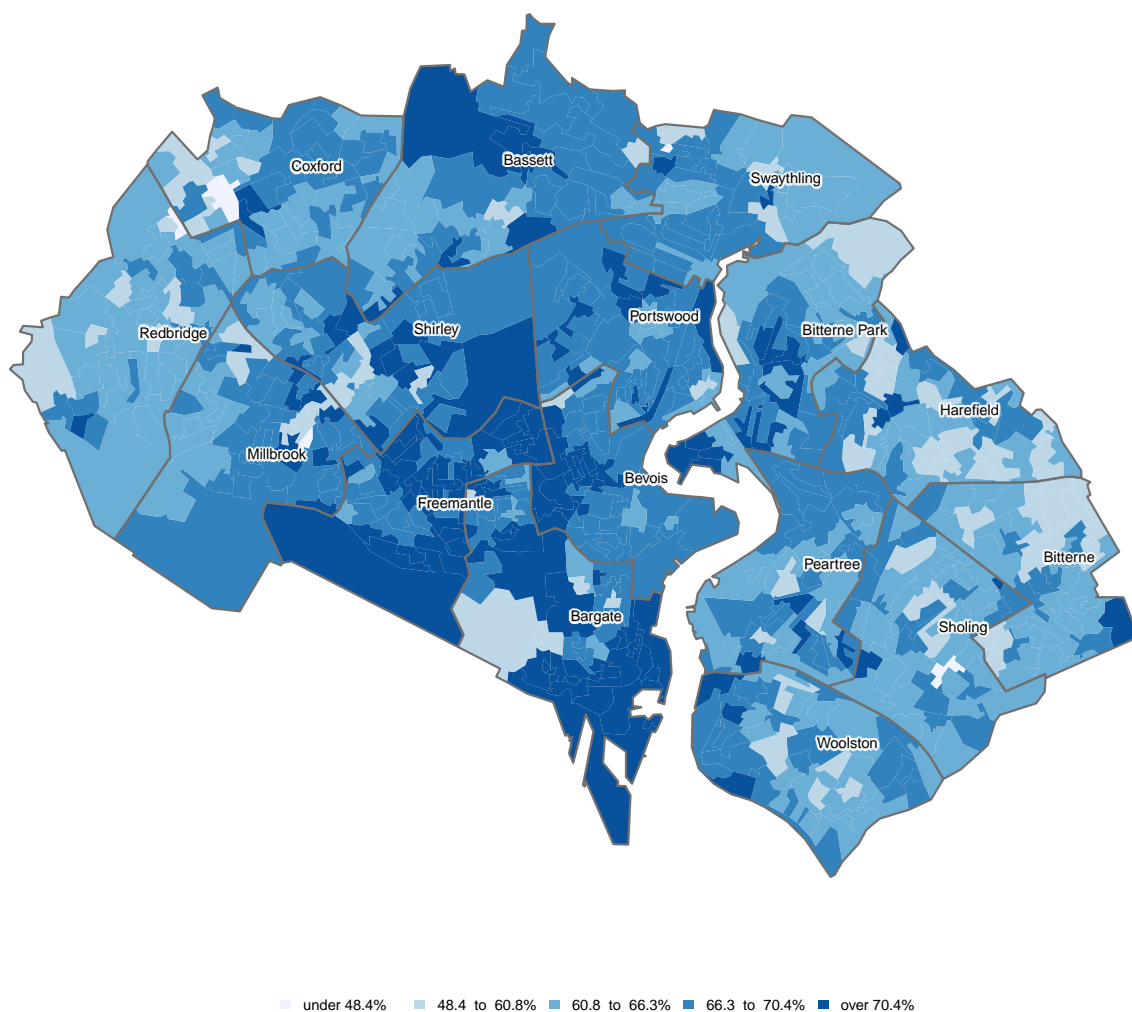 Coxford
Bassett
Swaythling
Redbridge
Shirley
Portswood
Bitterne Park
Harefield
Millbrook
Bevois
Freemantle
Peartree
Bitterne
Bargate
Sholing
Woolston
under 48.4%
48.4 to 60.8%
60.8 to 66.3%
66.3 to 70.4%
over 70.4%